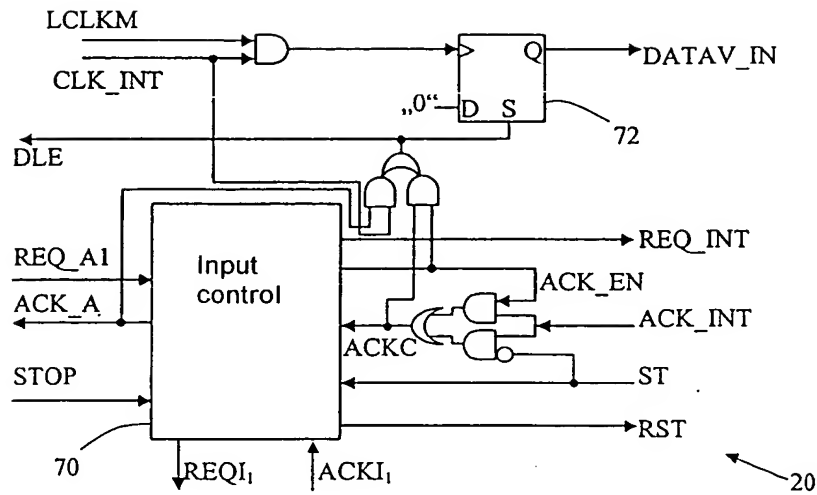 LCLKM
CLK_INT
Q
DATAV_IN
„0“
D
S
72
DLE
REQ_INT
REQ_A1
Input
control
ACK_EN
ACK_A
ACK_INT
ACKC
STOP
ST
RST
70
REQI₁
ACKI₁
20